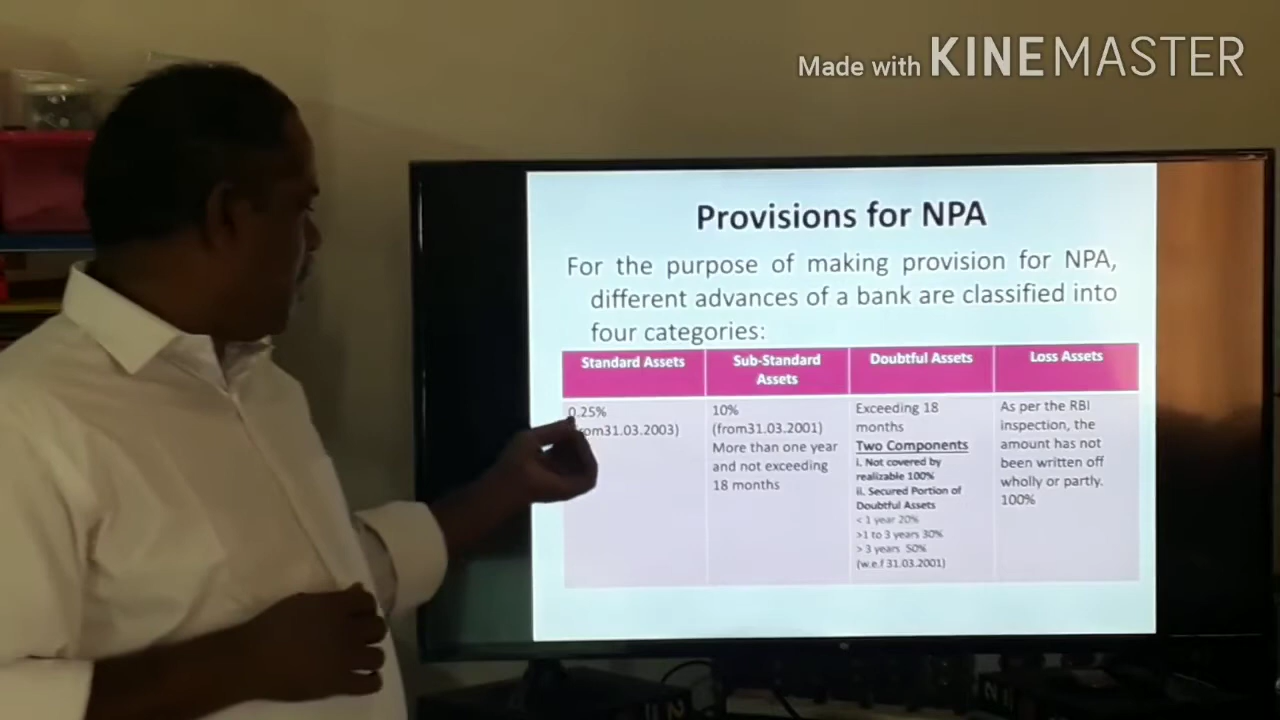 Made with KINEMASTER
Provisions for NPA
For the purpose of making provision for NPA,
different advances of a bank are classified into
four categories:
Standard Assets
0.25%
from31.03.2003)
Sub-Standard
Assets
10%
(from31.03.2001)
More than one year
and not exceeding
18 months
Doubtful Assets
Exceeding 18
months
Two Components
i. Not covered by
realizable 100%
ii. Secured Portion of
Doubtful Assets
< 1 year 20%
>1 to 3 years 30%
> 3 years 50%
(w.e.f 31.03.2001)
Loss Assets
As per the RBI
inspection, the
amount has not
been written off
wholly or partly.
100%